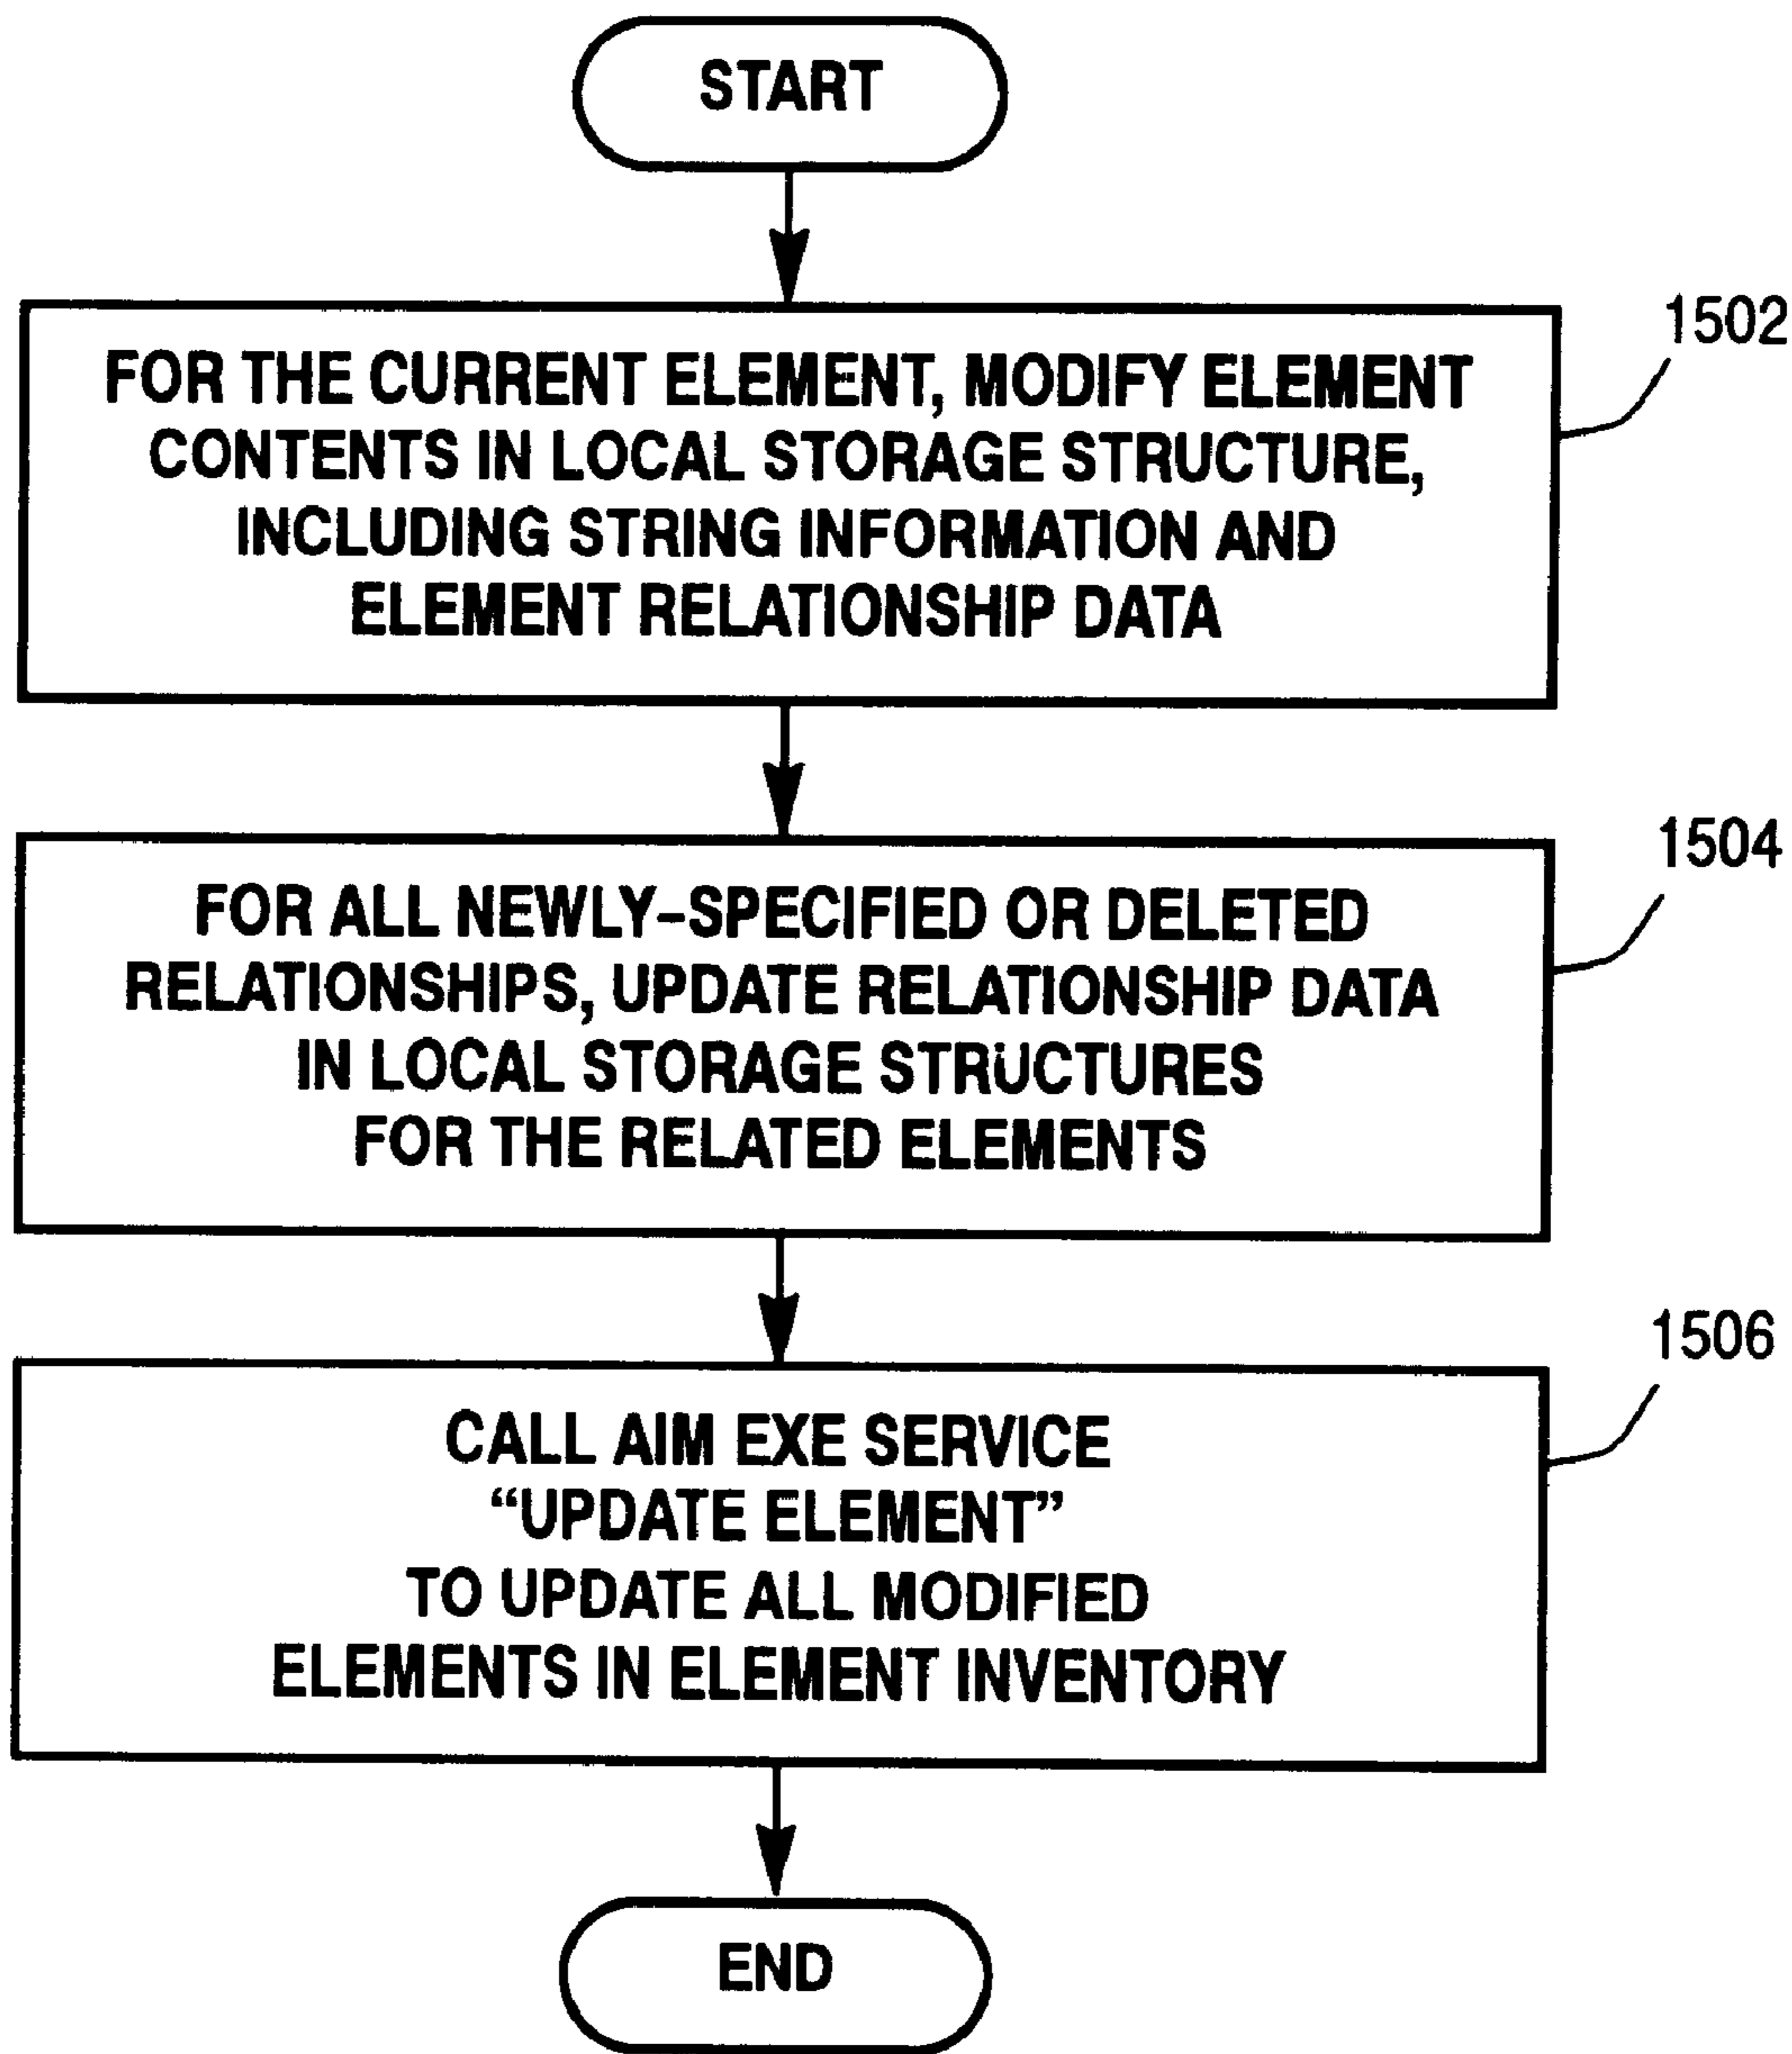 START
1502
FOR THE CURRENT ELEMENT, MODIFY ELEMENT
CONTENTS IN LOCAL STORAGE STRUCTURE,
INCLUDING STRING INFORMATION AND
ELEMENT RELATIONSHIP DATA
1504
FOR ALL NEWLY-SPECIFIED OR DELETED
RELATIONSHIPS, UPDATE RELATIONSHIP DATA
IN LOCAL STORAGE STRUCTURES
FOR THE RELATED ELEMENTS
1506
CALL AIM EXE SERVICE
“UPDATE ELEMENT”
TO UPDATE ALL MODIFIED
ELEMENTS IN ELEMENT INVENTORY
END